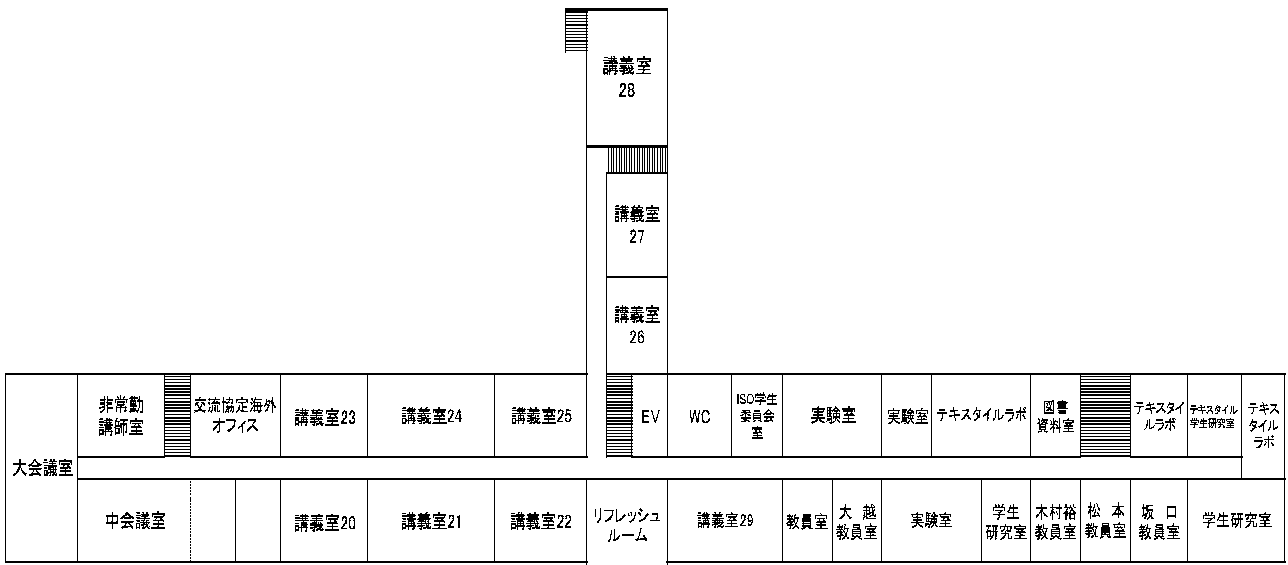 講義室
28
講義室
27
講義室
26
非常勤
講師室
交流協定海外
オフィス
講義室23
講義室24
講義室25
EV
WC
ISO学生
委員会
室
実験室
実験室
テキスタイルラボ
図書
資料室
テキスタイ
ルラボ
テキスタイル
学生研究室
テキス
タイル
ラボ
大会議室
中会議室
講義室20
講義室21
講義室22
リフレッシュ
ルーム
講義室29
教員室
大 越
教員室
実験室
学生
研究室
木村裕
教員室
松 本
教員室
坂 口
教員室
学生研究室